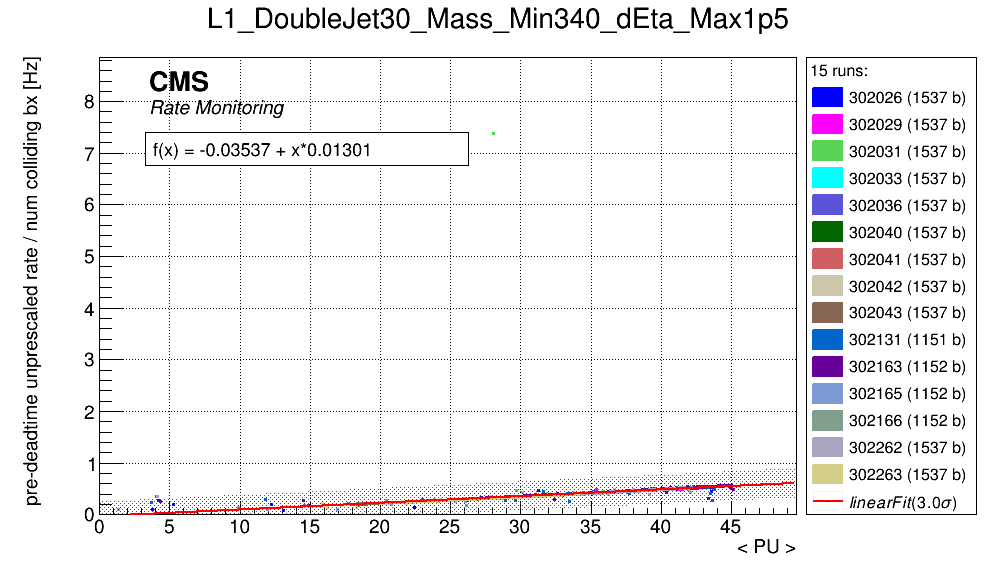 L1_DoubleJet30_Mass_Min340_dEta_Max1p5
pre-deadtime unprescaled rate / num colliding bx [Hz]
CMS
Rate Monitoring
f(x) = -0.03537 + x*0.01301
8
7
6
5
4
3
2
1
0
0 5 10 15 20 25 30 35 40 45
< PU >
15 runs:
302026 (1537 b)
302029 (1537 b)
302031 (1537 b)
302033 (1537 b)
302036 (1537 b)
302040 (1537 b)
302041 (1537 b)
302042 (1537 b)
302043 (1537 b)
302131 (1151 b)
302163 (1152 b)
302165 (1152 b)
302166 (1152 b)
302262 (1537 b)
302263 (1537 b)
linearFit(3.0σ)